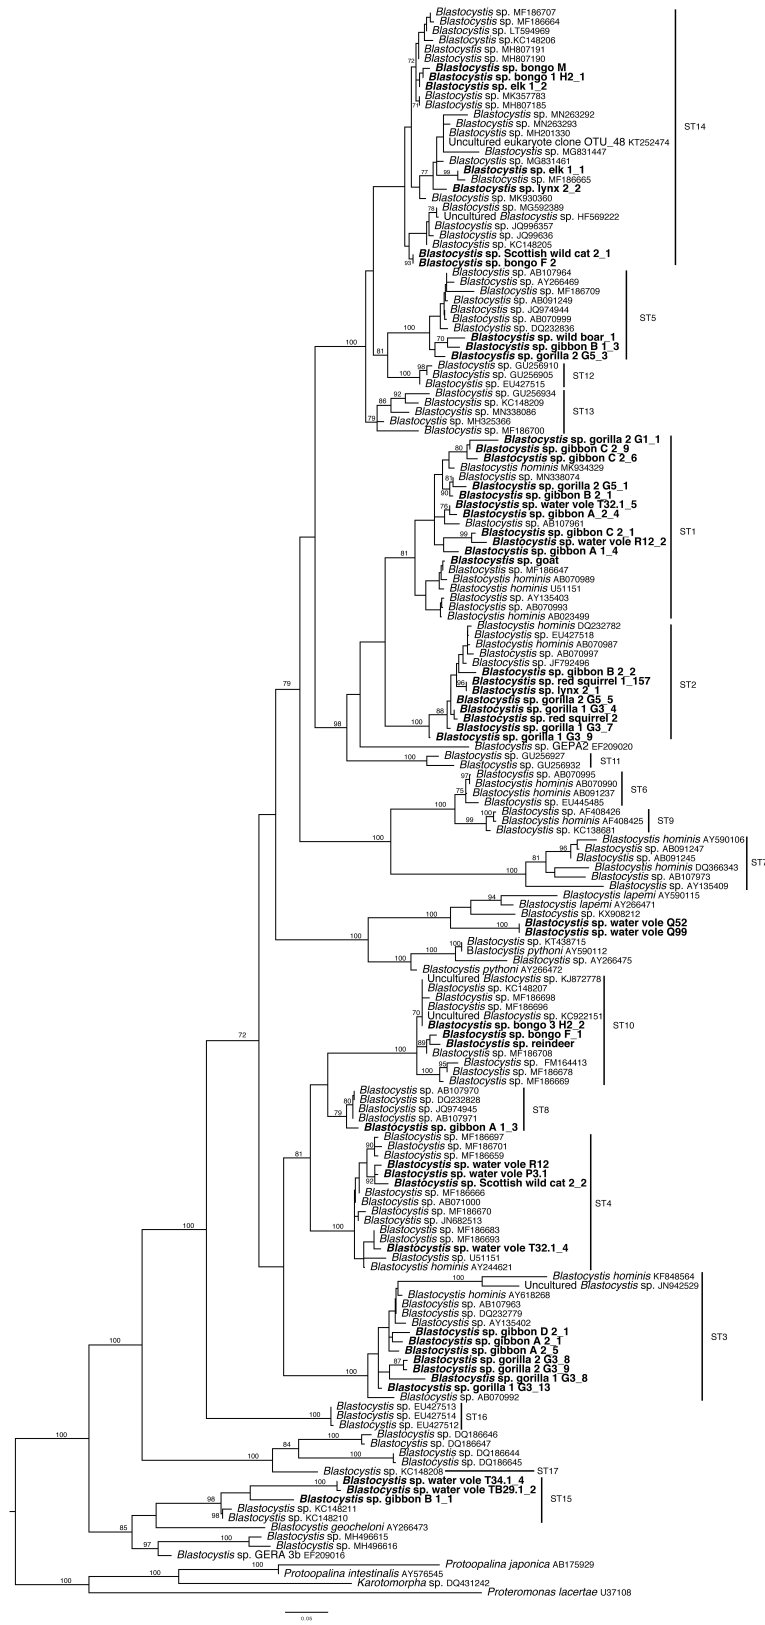 Blastocystis sp. MF186707
Blastocystis sp. MF186664
Blastocystis sp. LT594969
Blastocystis sp.KC148206
Blastocystis sp. MH807191
Blastocystis sp. MH807190
72
Blastocystis sp. bongo M
Blastocystis sp. bongo 1 H2_1
Blastocystis sp. elk 1_2
Blastocystis sp. MK357783
71
Blastocystis sp. MH807185
Blastocystis sp. MN263292
Blastocystis sp. MN263293
ST14
Blastocystis sp. MH201330
Uncultured eukaryote clone OTU_48 KT252474
Blastocystis sp. MG831447
Blastocystis sp. MG831461
77
99
Blastocystis sp. elk 1_1
Blastocystis sp. MF186665
Blastocystis sp. lynx 2_2
Blastocystis sp. MK930360
78
Blastocystis sp. MG592389
Uncultured Blastocystis sp. HF569222
Blastocystis sp. JQ996357
Blastocystis sp. JQ99636
Blastocystis sp. KC148205
Blastocystis sp. Scottish wild cat 2_1
93
Blastocystis sp. bongo F 2
Blastocystis sp. AB107964
Blastocystis sp. AY266469
Blastocystis sp. MF186709
Blastocystis sp. AB091249
Blastocystis sp. JQ974944
Blastocystis sp. AB070999
ST5
100
Blastocystis sp. DQ232836
70
Blastocystis sp. wild boar_1
100
Blastocystis sp. gibbon B 1_3
81
Blastocystis sp. gorilla 2 G5_3
98
Blastocystis sp. GU256910
100
Blastocystis sp. GU256905
ST12
Blastocystis sp. EU427515
92
Blastocystis sp. GU256934
86
Blastocystis sp. KC148209
Blastocystis sp. MN338086
ST13
79
Blastocystis sp. MH325366
Blastocystis sp. MF186700
Blastocystis sp. gorilla 2 G1_1
80
Blastocystis sp. gibbon C 2_9
Blastocystis sp. gibbon C 2_6
Blastocystis hominis MK934329
Blastocystis sp. MN338074
81
Blastocystis sp. gorilla 2 G5_1
90
Blastocystis sp. gibbon B 2_1
76
Blastocystis sp. water vole T32.1_5
Blastocystis sp. gibbon A_2_4
Blastocystis sp. AB107961
ST1
99
Blastocystis sp. gibbon C 2_1
Blastocystis sp. water vole R12_2
Blastocystis sp. gibbon A 1_4
81
Blastocystis sp. goat
Blastocystis sp. MF186647
Blastocystis hominis AB070989
Blastocystis hominis U51151
Blastocystis sp. AY135403
Blastocystis sp. AB070993
Blastocystis hominis AB023499
Blastocystis hominis DQ232782
Blastocystis sp. EU427518
Blastocystis hominis AB070987
Blastocystis sp. AB070997
Blastocystis sp. JF792496
Blastocystis sp. gibbon B 2_2
96
Blastocystis sp. red squirrel 1_157
ST2
79
Blastocystis sp. lynx 2_1
Blastocystis sp. gorilla 2 G5_5
88
Blastocystis sp. gorilla 1 G3_4
Blastocystis sp. red squirrel 2
98
100
Blastocystis sp. gorilla 1 G3_7
Blastocystis sp. gorilla 1 G3_9
Blastocystis sp. GEPA2 EF209020
100
Blastocystis sp. GU256927
ST11
Blastocystis sp. GU256932
97
Blastocystis sp. AB070995
Blastocystis hominis AB070990
75
Blastocystis hominis AB091237
ST6
Blastocystis sp. EU445485
100
100
Blastocystis sp. AF408426
99
Blastocystis hominis AF408425
ST9
Blastocystis sp. KC138681
100
Blastocystis hominis AY590106
96
Blastocystis sp. AB091247
81
Blastocystis sp. AB091245
ST7
Blastocystis hominis DQ366343
100
Blastocystis sp. AB107973
Blastocystis sp. AY135409
94
Blastocystis lapemi AY590115
Blastocystis lapemi AY266471
100
Blastocystis sp. KX908212
100
Blastocystis sp. water vole Q52
Blastocystis sp. water vole Q99
100
100
Blastocystis sp. KT438715
100
Blastocystis pythoni AY590112
Blastocystis sp. AY266475
Blastocystis pythoni AY266472
Uncultured Blastocystis sp. KJ872778
Blastocystis sp. KC148207
Blastocystis sp. MF186698
Blastocystis sp. MF186696
70
Uncultured Blastocystis sp. KC922151
Blastocystis sp. bongo 3 H2_2
ST10
Blastocystis sp. bongo F_1
72
89
Blastocystis sp. reindeer
100
Blastocystis sp. MF186708
95
Blastocystis sp. FM164413
100
Blastocystis sp. MF186678
Blastocystis sp. MF186669
Blastocystis sp. AB107970
80
Blastocystis sp. DQ232828
Blastocystis sp. JQ974945
ST8
79
Blastocystis sp. AB107971
Blastocystis sp. gibbon A 1_3
Blastocystis sp. MF186697
90
Blastocystis sp. MF186701
81
Blastocystis sp. MF186659
Blastocystis sp. water vole R12
Blastocystis sp. water vole P3.1
92
Blastocystis sp. Scottish wild cat 2_2
Blastocystis sp. MF186666
Blastocystis sp. AB071000
ST4
Blastocystis sp. MF186670
Blastocystis sp. JN682513
100
100
Blastocystis sp. MF186683
Blastocystis sp. MF186693
Blastocystis sp. water vole T32.1_4
Blastocystis sp. U51151
Blastocystis hominis AY244621
100
Blastocystis hominis KF848564
Uncultured Blastocystis sp. JN942529
Blastocystis hominis AY618268
Blastocystis sp. AB107963
Blastocystis sp. DQ232779
Blastocystis sp. AY135402
Blastocystis sp. gibbon D 2_1
ST3
Blastocystis sp. gibbon A 2_1
100
Blastocystis sp. gibbon A 2_5
87
Blastocystis sp. gorilla 2 G3_8
Blastocystis sp. gorilla 2 G3_9
100
Blastocystis sp. gorilla 1 G3_8
Blastocystis sp. gorilla 1 G3_13
Blastocystis sp. AB070992
Blastocystis sp. EU427513
100
Blastocystis sp. EU427514
ST16
Blastocystis sp. EU427512
100
Blastocystis sp. DQ186646
84
Blastocystis sp. DQ186647
100
Blastocystis sp. DQ186644
100
Blastocystis sp. DQ186645
Blastocystis sp. KC148208
ST17
100
Blastocystis sp. water vole T34.1_4
Blastocystis sp. water vole TB29.1_2
98
Blastocystis sp. gibbon B 1_1
ST15
Blastocystis sp. KC148211
98
Blastocystis sp. KC148210
85
Blastocystis geocheloni AY266473
100
Blastocystis sp. MH496615
97
Blastocystis sp. MH496616
Blastocystis sp. GERA 3b EF209016
100
Protoopalina japonica AB175929
100
Protoopalina intestinalis AY576545
100
Karotomorpha sp. DQ431242
Proteromonas lacertae U37108
0.05